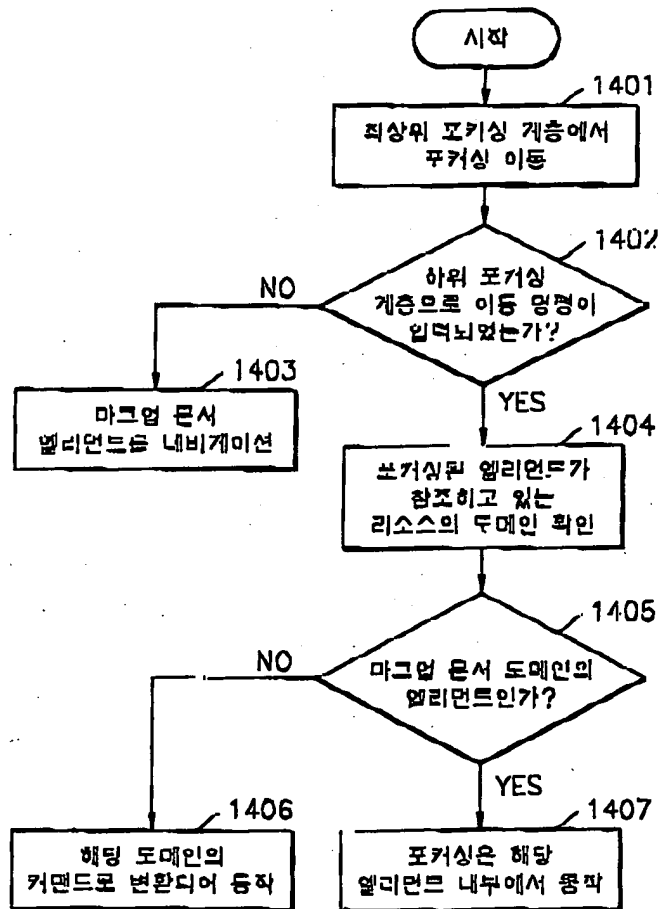 시작
1401
최상위 포커싱 계층에서
포커싱 이동
1402
하위 포커싱
계층으로 이동 명령이
입력되었는가?
NO
YES
1403
마크업 문서
엘리먼트를 내비게이션
1404
포커싱된 엘리먼트가
참조하고 있는
리소스의 도메인 확인
1405
마크업 문서 도메인의
엘리먼트인가?
NO
YES
1406
해당 도메인의
커맨드로 변환되어 동작
1407
포커싱은 해당
엘리먼트 내부에서 동작